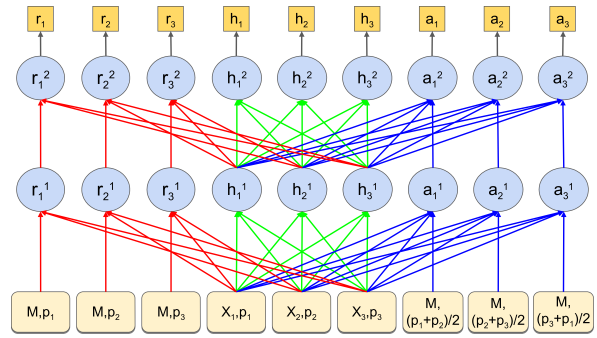 r₁ r₂ r₃ h₁ h₂ h₃ a₁ a₂ a₃
r₁² r₂² r₃² h₁² h₂² h₃² a₁² a₂² a₃²
r₁¹ r₂¹ r₃¹ h₁¹ h₂¹ h₃¹ a₁¹ a₂¹ a₃¹
M,p₁ M,p₂ M,p₃ X₁,p₁ X₂,p₂ X₃,p₃ M, M, M,
(p₁+p₂)/2 (p₂+p₃)/2 (p₃+p₁)/2